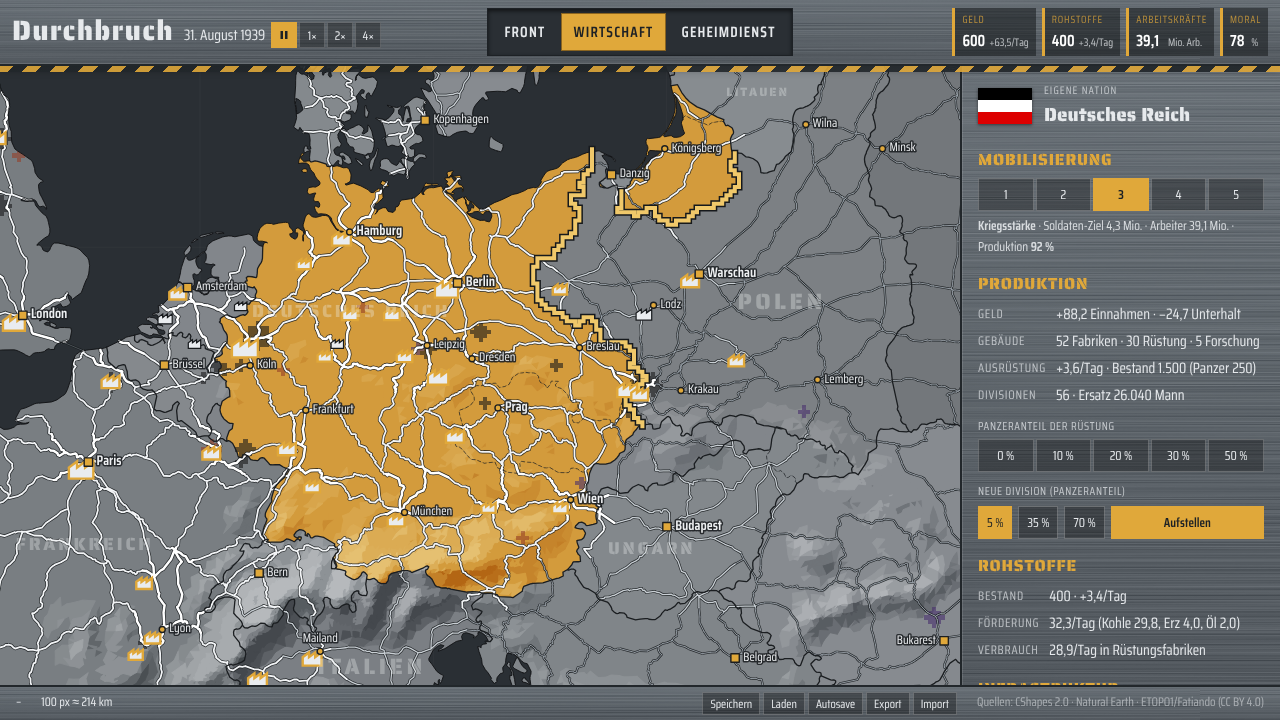 Durchbruch
31. August 1939
1× 2× 4×
FRONT WIRTSCHAFT GEHEIMDIENST
GELD
600 +63,5/Tag
ROHSTOFFE
400 +3,4/Tag
ARBEITSKRÄFTE
39,1 Mio. Arb.
MORAL
78 %
LITAUEN
Kopenhagen
Wilna
Königsberg
Minsk
Danzig
Hamburg
Warschau
Amsterdam
Berlin
POLEN
Lodz
DEUTSCHES REICH
London
Leipzig
Breslau
Dresden
Brüssel
Köln
Lemberg
Krakau
Frankfurt
Prag
Paris
Wien
München
Budapest
FRANKREICH
UNGARN
Bern
Lyon
Mailand
Bukarest
Belgrad
ITALIEN
EIGENE NATION
Deutsches Reich
MOBILISIERUNG
1 2 3 4 5
Kriegsstärke · Soldaten-Ziel 4,3 Mio. · Arbeiter 39,1 Mio. ·
Produktion 92 %
PRODUKTION
GELD +88,2 Einnahmen · −24,7 Unterhalt
GEBÄUDE 52 Fabriken · 30 Rüstung · 5 Forschung
AUSRÜSTUNG +3,6/Tag · Bestand 1.500 (Panzer 250)
DIVISIONEN 56 · Ersatz 26.040 Mann
PANZERANTEIL DER RÜSTUNG
0 % 10 % 20 % 30 % 50 %
NEUE DIVISION (PANZERANTEIL)
5 % 35 % 70 % Aufstellen
ROHSTOFFE
BESTAND 400 · +3,4/Tag
FÖRDERUNG 32,3/Tag (Kohle 29,8, Erz 4,0, Öl 2,0)
VERBRAUCH 28,9/Tag in Rüstungsfabriken
– 100 px ≈ 214 km
Speichern Laden Autosave Export Import
Quellen: CShapes 2.0 · Natural Earth · ETOPO1/Fatiando (CC BY 4.0)